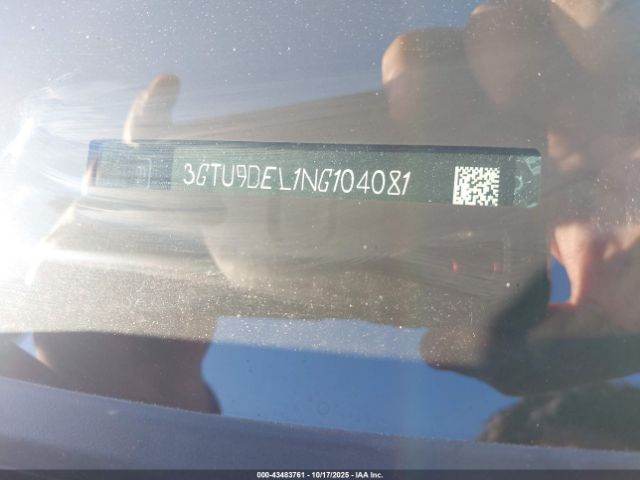 3GTU9DEL1NG104081
000-43483761 - 10/17/2025 - IAA Inc.